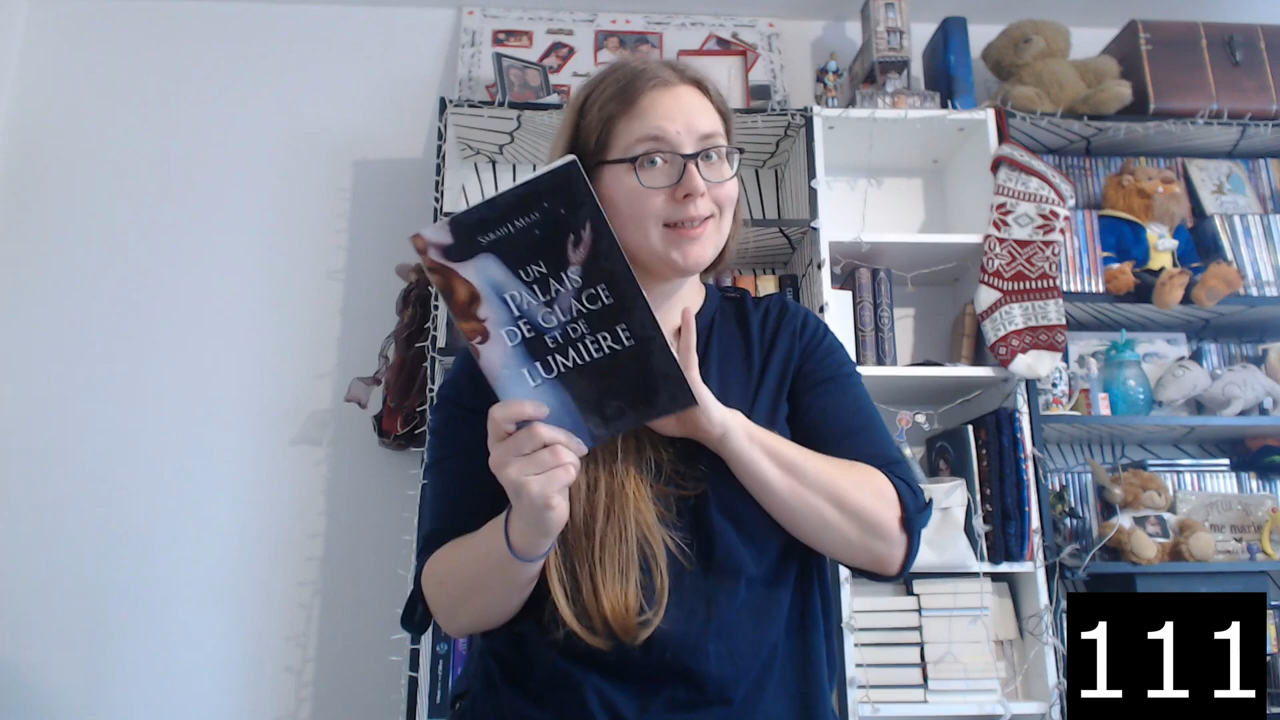 SARAH J. MAAS
UN
PALAIS
DE GLACE
ET DE
LUMIÈRE
111